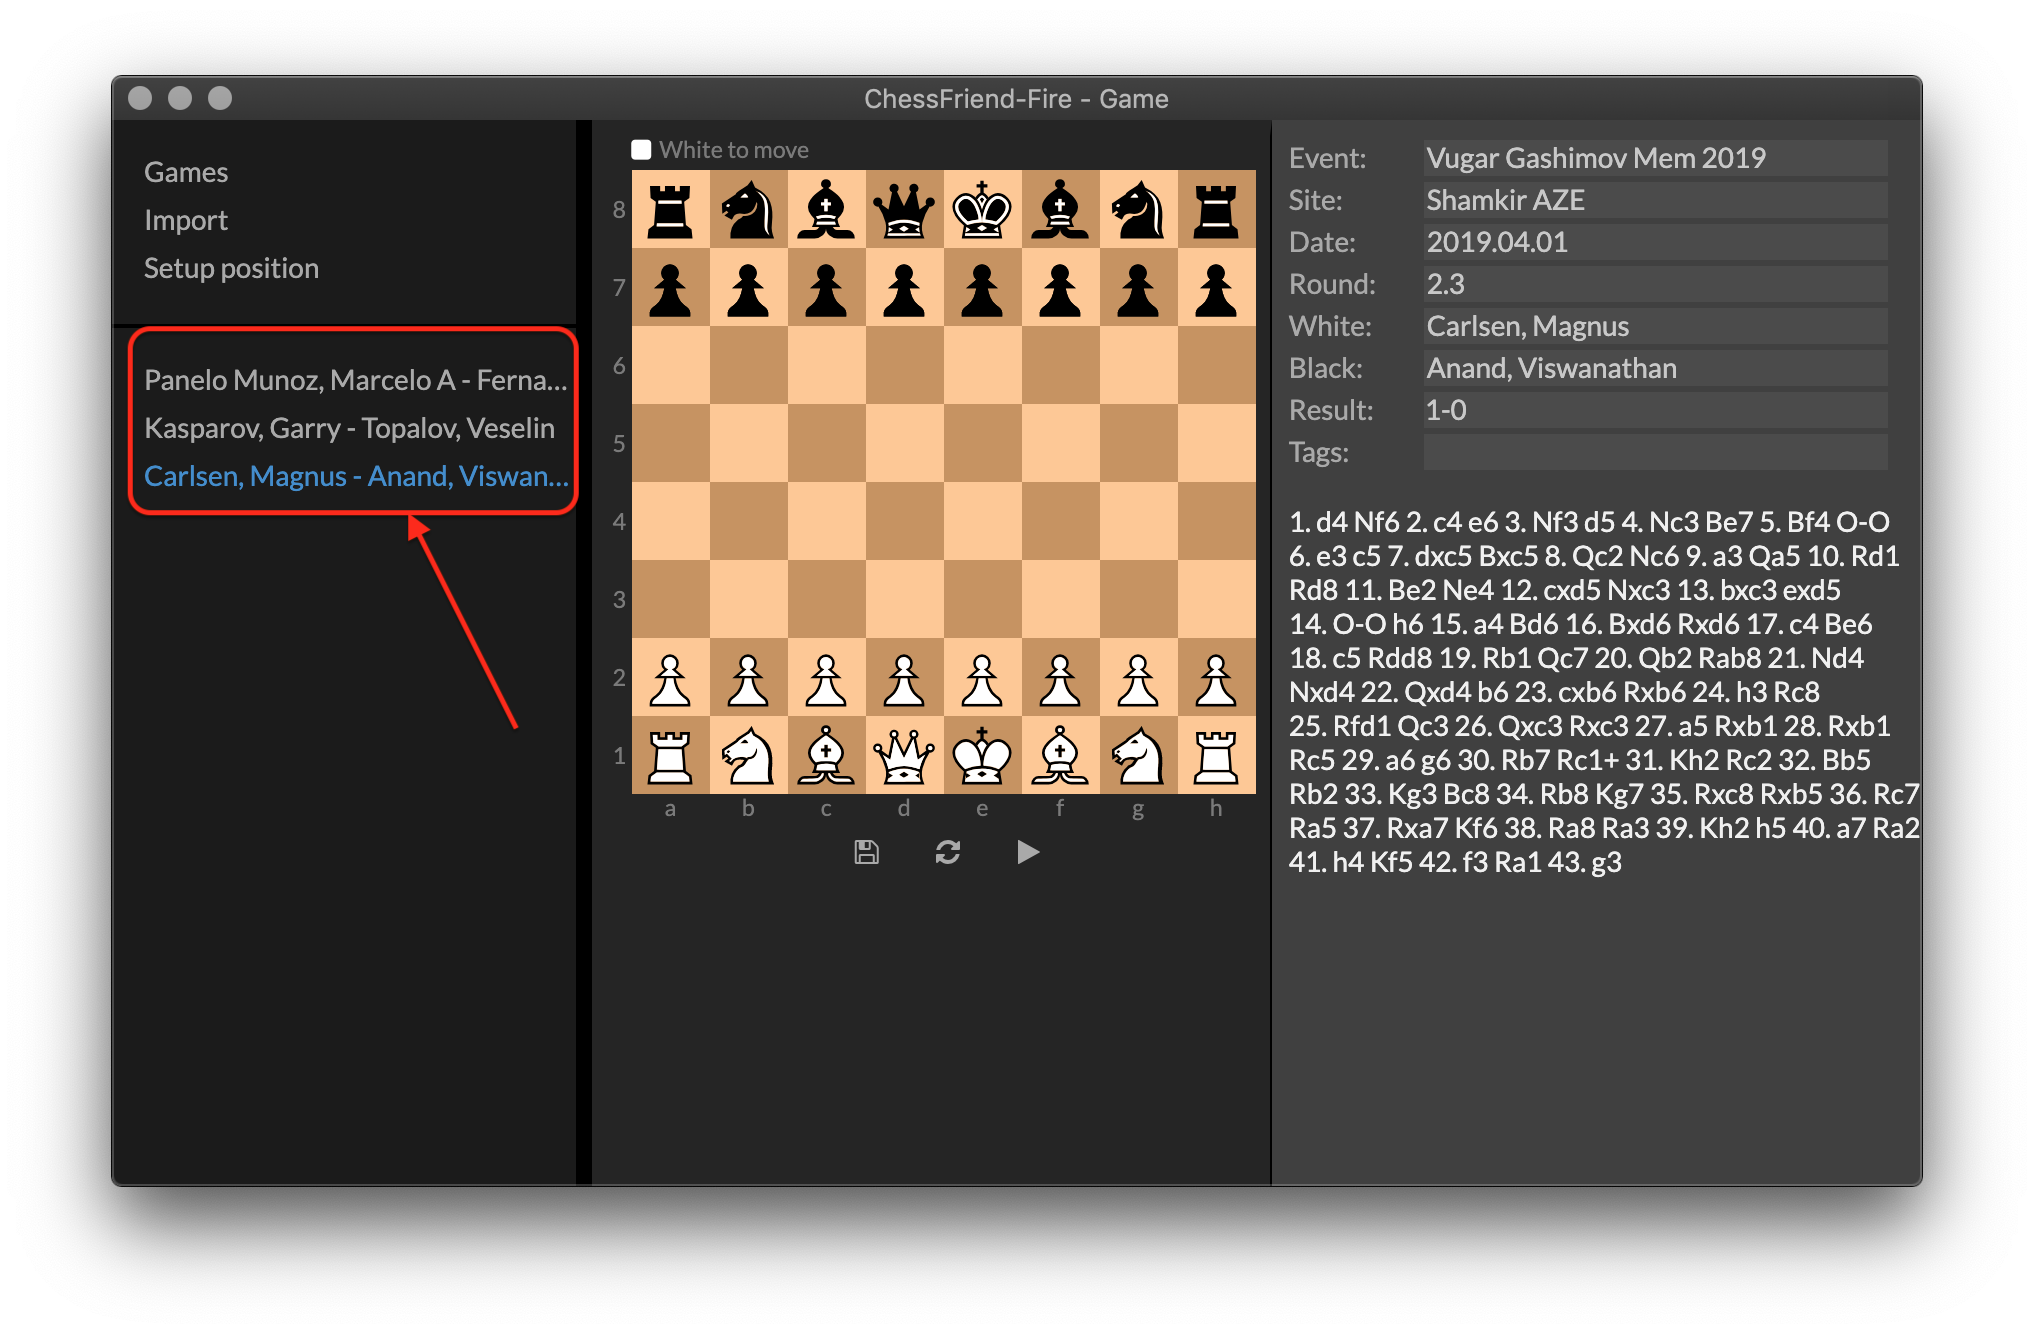 ChessFriend-Fire - Game
Games
Import
Setup position
Panelo Munoz, Marcelo A - Ferna...
Kasparov, Garry - Topalov, Veselin
Carlsen, Magnus - Anand, Viswan...
White to move
8
7
6
5
4
3
2
1
a b c d e f g h
Event: Vugar Gashimov Mem 2019
Site: Shamkir AZE
Date: 2019.04.01
Round: 2.3
White: Carlsen, Magnus
Black: Anand, Viswanathan
Result: 1-0
Tags:
1. d4 Nf6 2. c4 e6 3. Nf3 d5 4. Nc3 Be7 5. Bf4 O-O
6. e3 c5 7. dxc5 Bxc5 8. Qc2 Nc6 9. a3 Qa5 10. Rd1
Rd8 11. Be2 Ne4 12. cxd5 Nxc3 13. bxc3 exd5
14. O-O h6 15. a4 Bd6 16. Bxd6 Rxd6 17. c4 Be6
18. c5 Rdd8 19. Rb1 Qc7 20. Qb2 Rab8 21. Nd4
Nxd4 22. Qxd4 b6 23. cxb6 Rxb6 24. h3 Rc8
25. Rfd1 Qc3 26. Qxc3 Rxc3 27. a5 Rxb1 28. Rxb1
Rc5 29. a6 g6 30. Rb7 Rc1+ 31. Kh2 Rc2 32. Bb5
Rb2 33. Kg3 Bc8 34. Rb8 Kg7 35. Rxc8 Rxb5 36. Rc7
Ra5 37. Rxa7 Kf6 38. Ra8 Ra3 39. Kh2 h5 40. a7 Ra2
41. h4 Kf5 42. f3 Ra1 43. g3